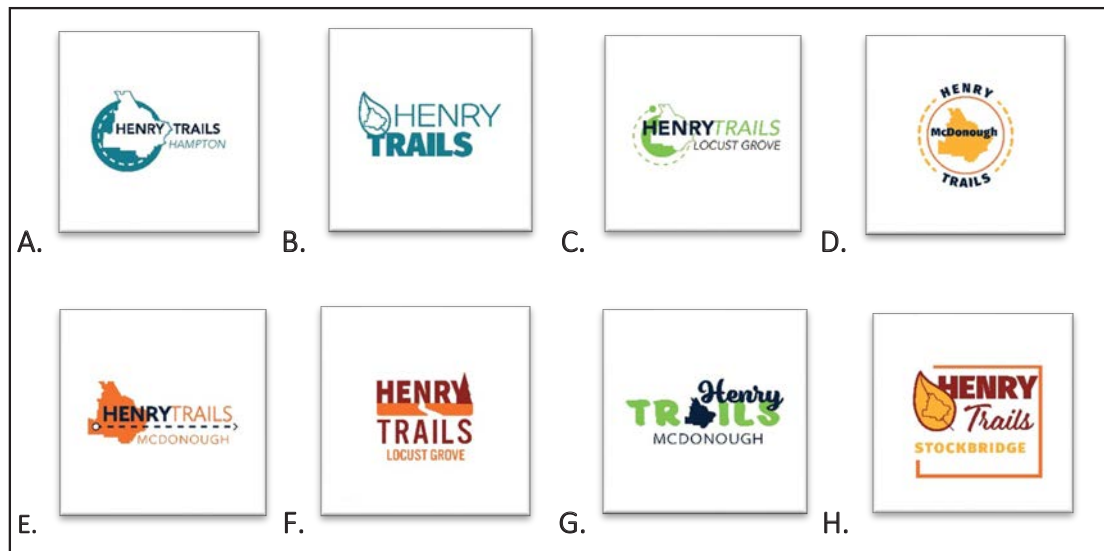 HENRY TRAILS
HAMPTON
A.
HENRY
TRAILS
B.
HENRYTRAILS
LOCUST GROVE
C.
HENRY
McDonough
TRAILS
D.
HENRYTRAILS
MCDONOUGH
E.
HENRY
TRAILS
LOCUST GROVE
F.
Henry
TRAILS
MCDONOUGH
G.
HENRY
Trails
STOCKBRIDGE
H.